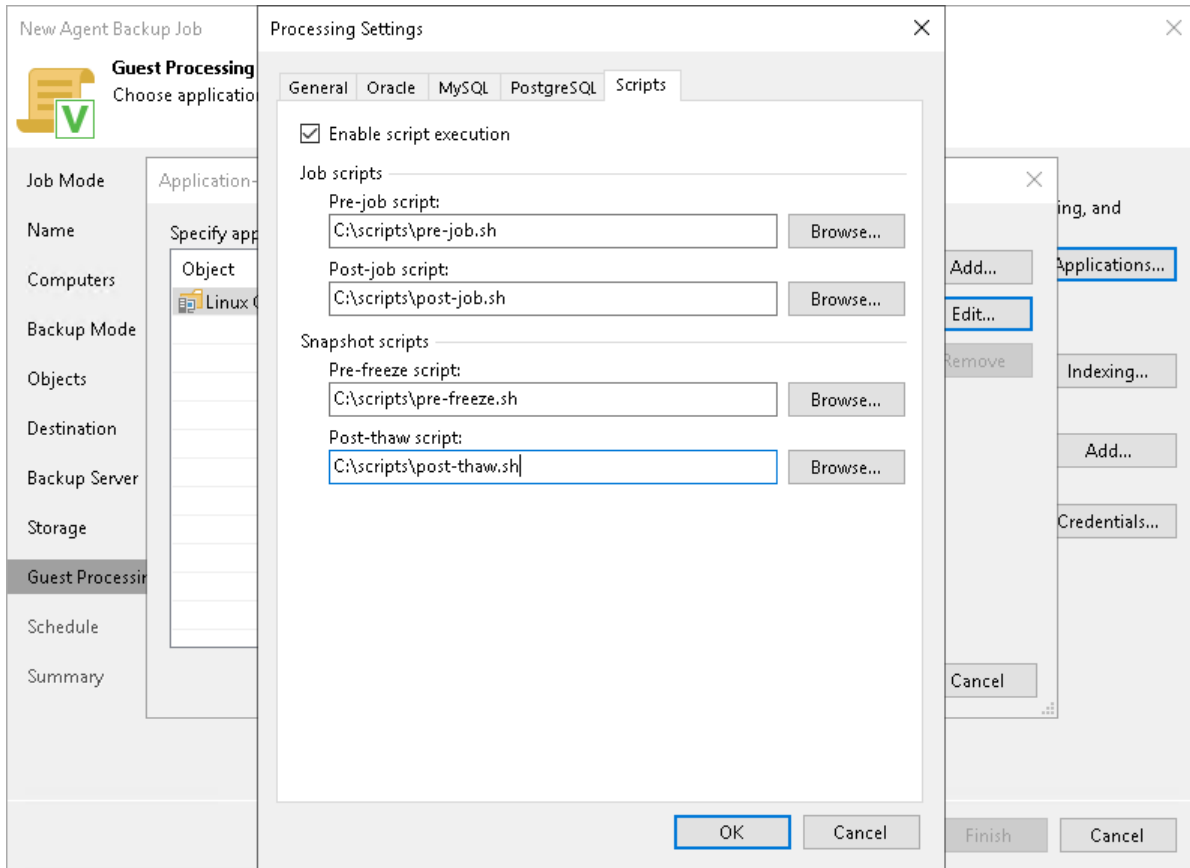 New Agent Backup Job
Guest Processing
Choose
Job Mode
Name
Computers
Backup Mode
Objects
Destination
Backup Server
Storage
Guest
Schedule
Summary
Specify
Object
Linux
Processing Settings
General Oracle MySQL PostgreSQL Scripts
Enable script execution
Job scripts
Pre-job script:
C:\scripts\pre-job.sh Browse...
Post-job script:
C:\scripts\post-job.sh Browse...
Snapshot scripts
Pre-freeze script:
C:\scripts\pre-freeze.sh Browse...
Post-thaw script:
C:\scripts\post-thaw.sh Browse...
OK Cancel
Add...
Edit...
Remove
Cancel
ing, and
Applications...
Indexing...
Add...
Credentials...
Finish Cancel